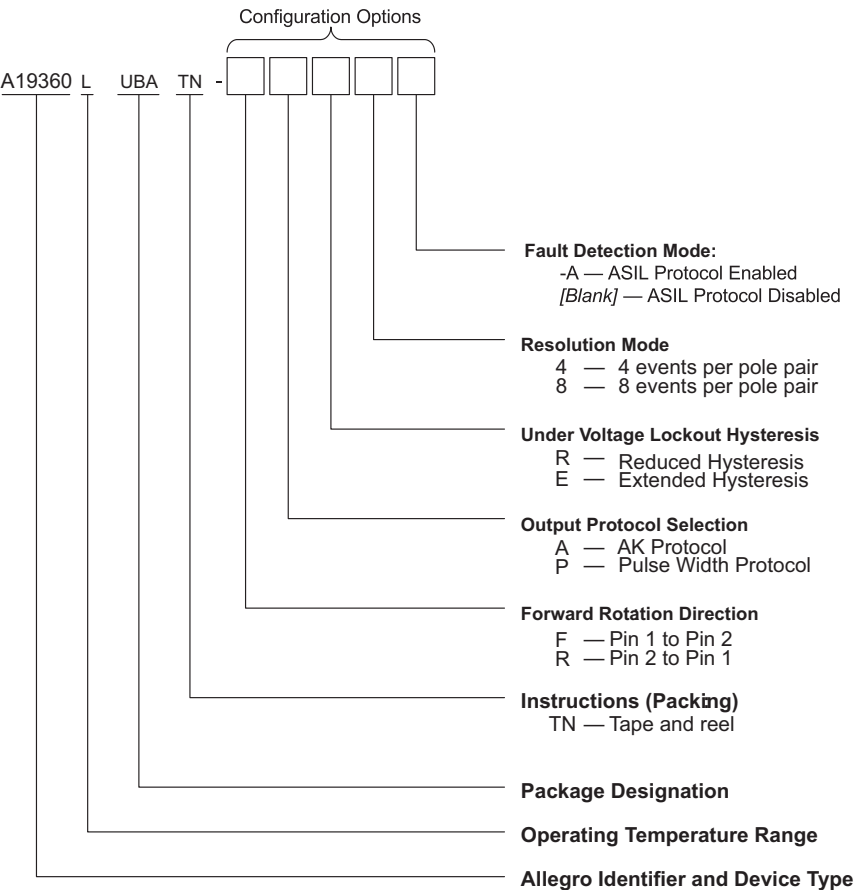 Configuration Options
A19360 L UBA TN -
Fault Detection Mode:
-A — ASIL Protocol Enabled
[Blank] — ASIL Protocol Disabled
Resolution Mode
4 — 4 events per pole pair
8 — 8 events per pole pair
Under Voltage Lockout Hysteresis
R — Reduced Hysteresis
E — Extended Hysteresis
Output Protocol Selection
A — AK Protocol
P — Pulse Width Protocol
Forward Rotation Direction
F — Pin 1 to Pin 2
R — Pin 2 to Pin 1
Instructions (Packing)
TN — Tape and reel
Package Designation
Operating Temperature Range
Allegro Identifier and Device Type